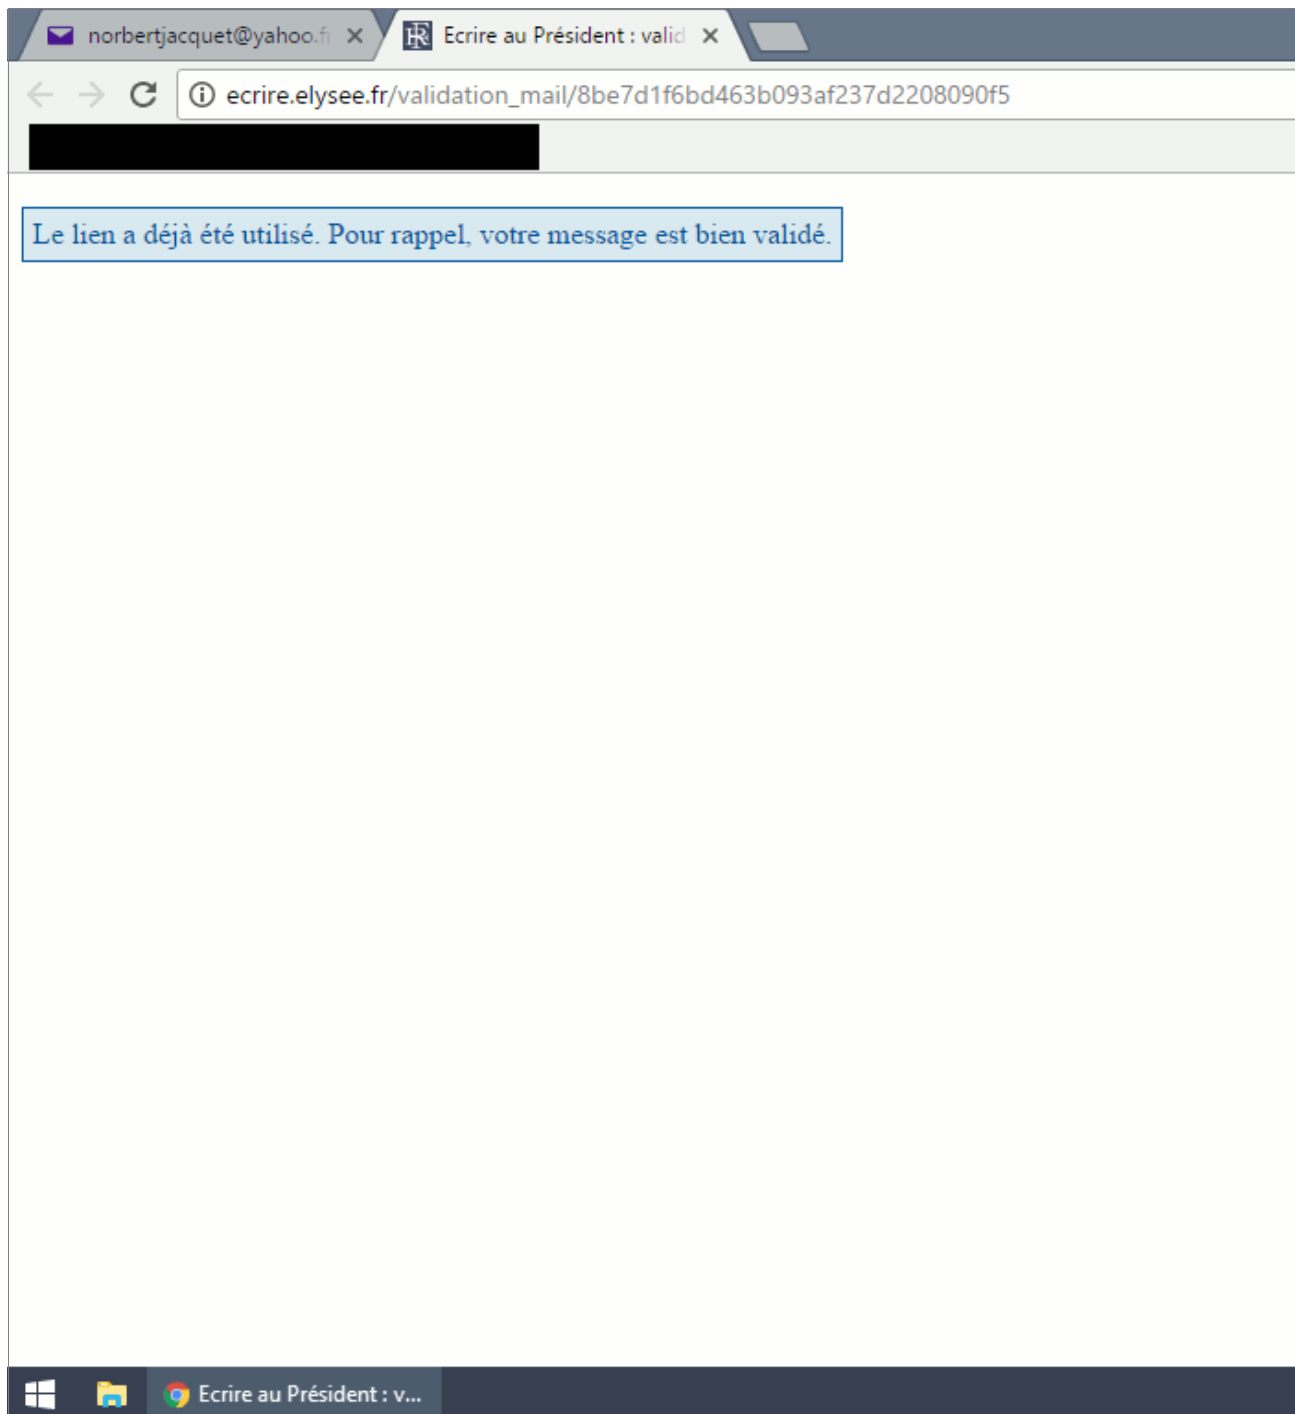 norbertjacquet@yahoo.f
Ecrire au Président : valid
ecrire.elysee.fr/validation_mail/8be7d1f6bd463b093af237d2208090f5
Le lien a déjà été utilisé. Pour rappel, votre message est bien validé.
Ecrire au Président : v...